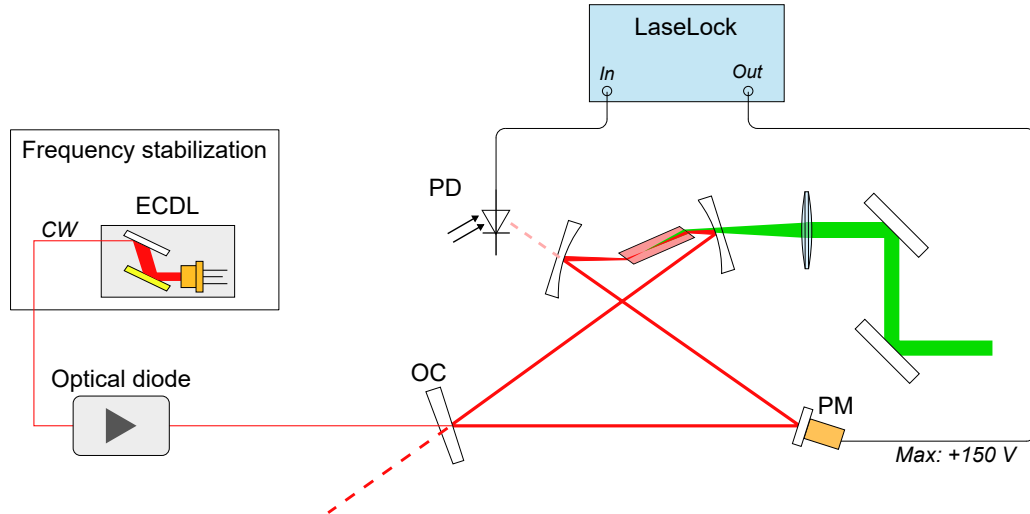 LaseLock
In
Out
Frequency stabilization
ECDL
CW
PD
Optical diode
OC
PM
Max: +150 V